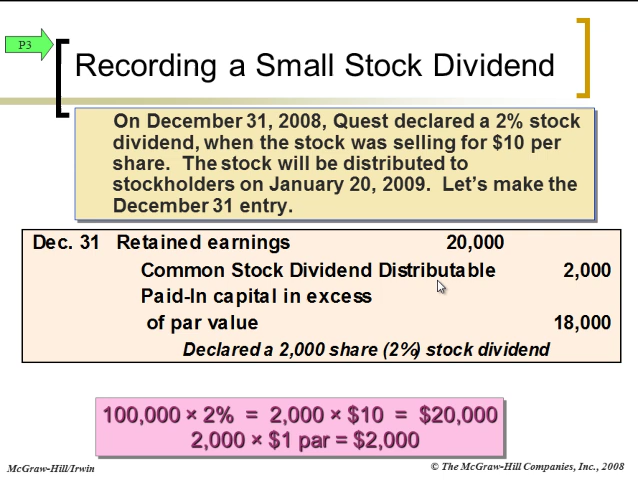 P3
Recording a Small Stock Dividend
On December 31, 2008, Quest declared a 2% stock
dividend, when the stock was selling for $10 per
share.  The stock will be distributed to
stockholders on January 20, 2009.  Let's make the
December 31 entry.
Dec. 31 Retained earnings 20,000
Common Stock Dividend Distributable 2,000
Paid-In capital in excess
of par value 18,000
Declared a 2,000 share (2%) stock dividend
100,000 × 2% = 2,000 × $10 = $20,000
2,000 × $1 par = $2,000
McGraw-Hill/Irwin © The McGraw-Hill Companies, Inc., 2008